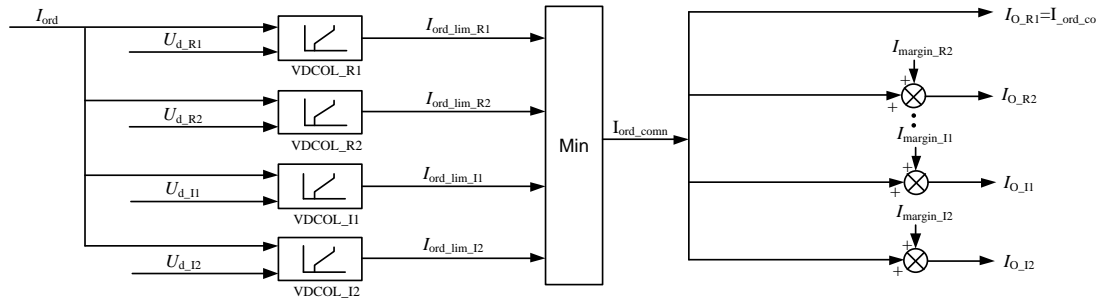 I_ord
U_d_R1
VDCOL_R1
I_ord_lim_R1
U_d_R2
VDCOL_R2
I_ord_lim_R2
U_d_I1
VDCOL_I1
I_ord_lim_I1
U_d_I2
VDCOL_I2
I_ord_lim_I2
Min
I_ord_comn
I_O_R1=I_ord_co
I_margin_R2
+
+
I_O_R2
I_margin_I1
+
+
I_O_I1
I_margin_I2
+
+
I_O_I2